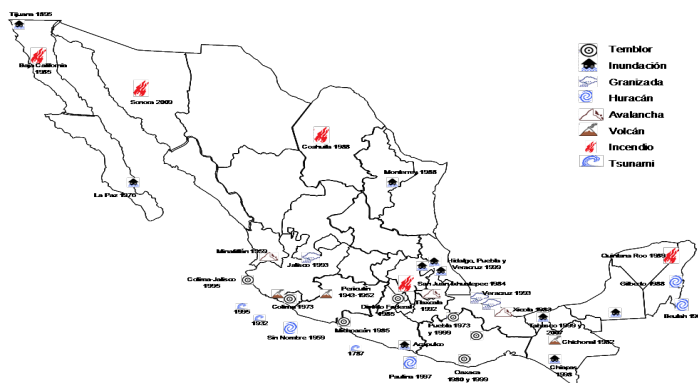 Tijuana 1895
Baja California
1985
Sonora 2009
Coahuila 1988
Monterrey 1988
La Paz 1976
Temblor
Inundación
Granizada
Huracán
Avalancha
Volcán
Incendio
Tsunami
Minatitlán 1959
Jalisco 1993
Hidalgo, Puebla y
Veracruz 1999
Quintana Roo 1989
Colima-Jalisco
1995
Paricutín
1943-1952
San Juan Ixhuatepec 1984
Gilberto 1988
Colima 1973
Distrito Federal
1985
Tlaxcala
1992
Veracruz 1993
1995
1932
Sin Nombre 1959
Michoacán 1985
Puebla 1973
y 1999
Tabasco 1999 y
2007
Beulah
Chichonal 1982
1787
Acapulco
Paulina 1997
Oaxaca
1980 y 1999
Chiapas
1998